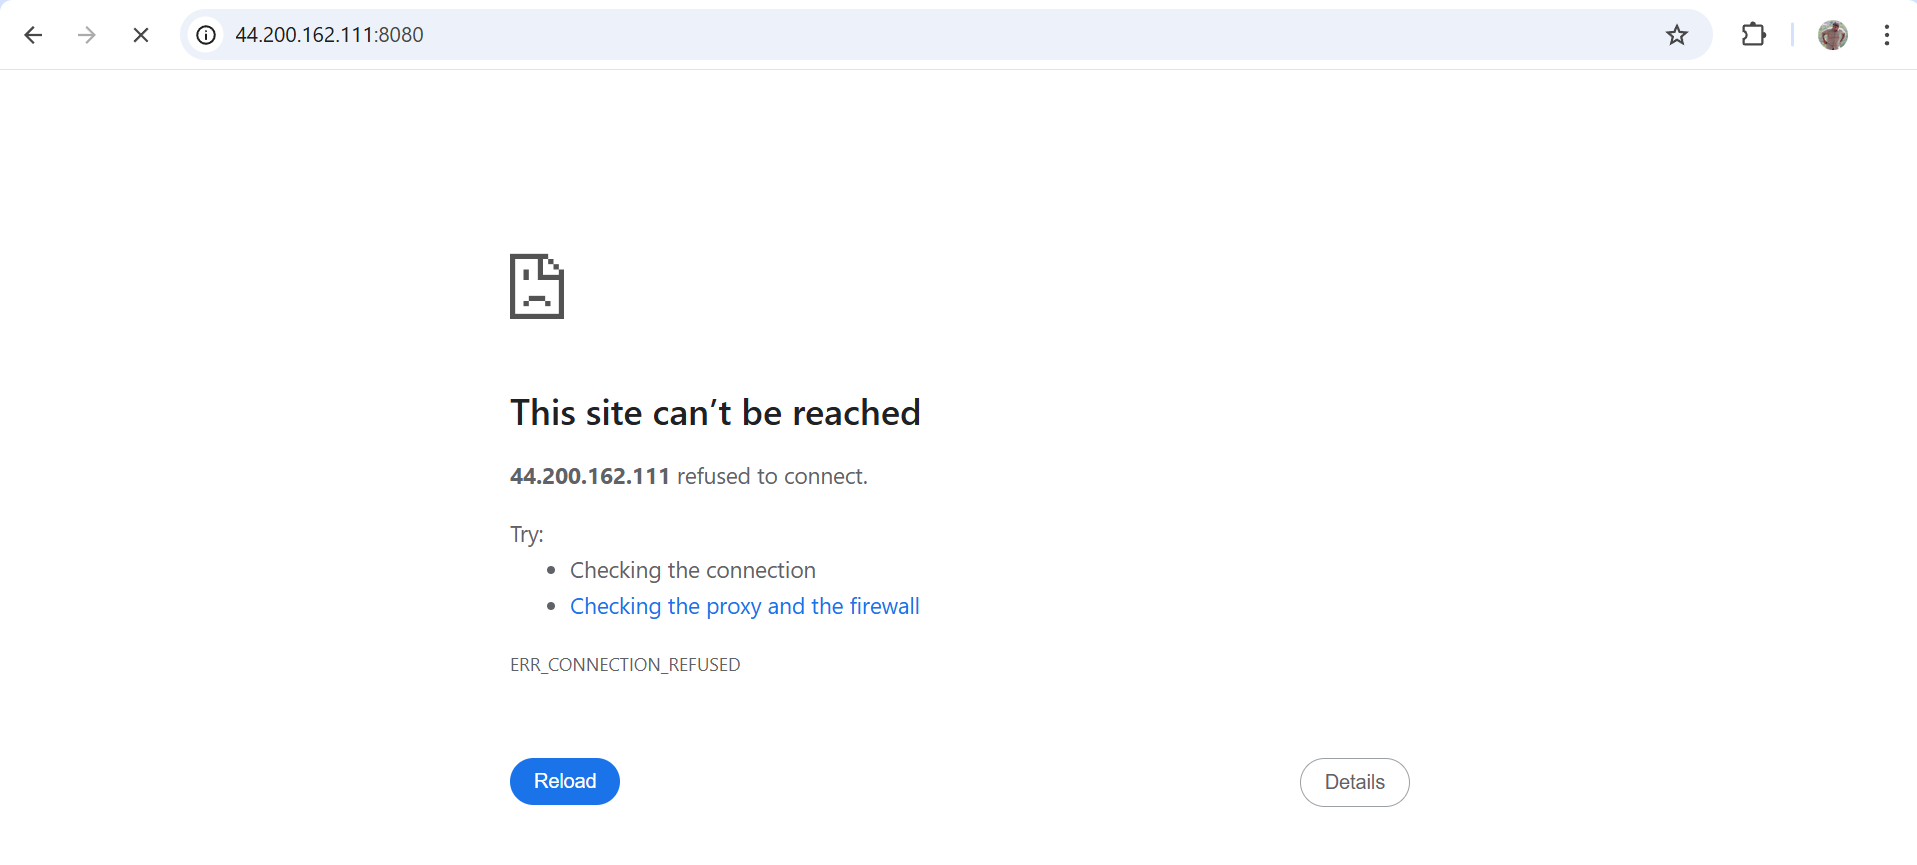 44.200.162.111:8080
This site can’t be reached
44.200.162.111 refused to connect.
Try:
Checking the connection
Checking the proxy and the firewall
ERR_CONNECTION_REFUSED
Reload
Details